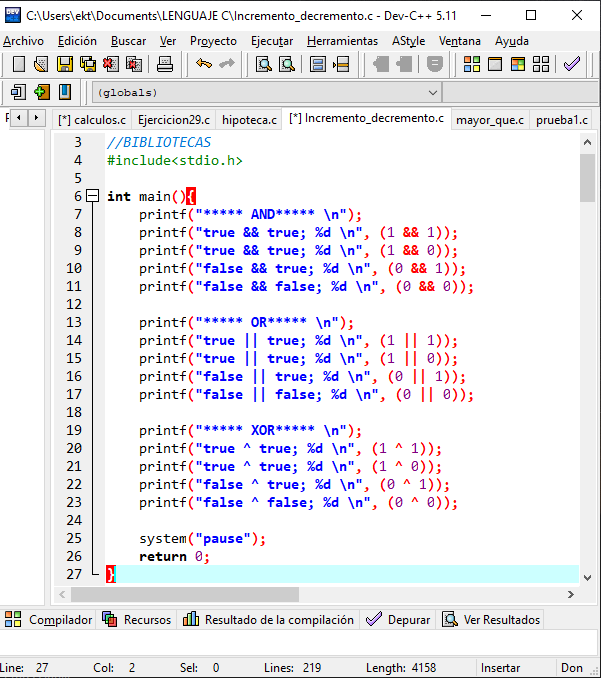 C:\Users\ekt\Documents\LENGUAJE C\Incremento_decremento.c - Dev-C++ 5.11
Archivo Edición Buscar Ver Proyecto Ejecutar Herramientas AStyle Ventana Ayuda
(globals)
[*] calculos.c Ejercicion29.c hipoteca.c [*] Incremento_decremento.c mayor_que.c prueba1.c
3 //BIBLIOTECAS
4 #include<stdio.h>
5
6 int main(){
7 printf("***** AND***** \n");
8 printf("true && true; %d \n", (1 && 1));
9 printf("true && true; %d \n", (1 && 0));
10 printf("false && true; %d \n", (0 && 1));
11 printf("false && false; %d \n", (0 && 0));
12
13 printf("***** OR***** \n");
14 printf("true || true; %d \n", (1 || 1));
15 printf("true || true; %d \n", (1 || 0));
16 printf("false || true; %d \n", (0 || 1));
17 printf("false || false; %d \n", (0 || 0));
18
19 printf("***** XOR***** \n");
20 printf("true ^ true; %d \n", (1 ^ 1));
21 printf("true ^ true; %d \n", (1 ^ 0));
22 printf("false ^ true; %d \n", (0 ^ 1));
23 printf("false ^ false; %d \n", (0 ^ 0));
24
25 system("pause");
26 return 0;
27 }
Compilador Recursos Resultado de la compilación Depurar Ver Resultados
Line: 27 Col: 2 Sel: 0 Lines: 219 Length: 4158 Insertar Don